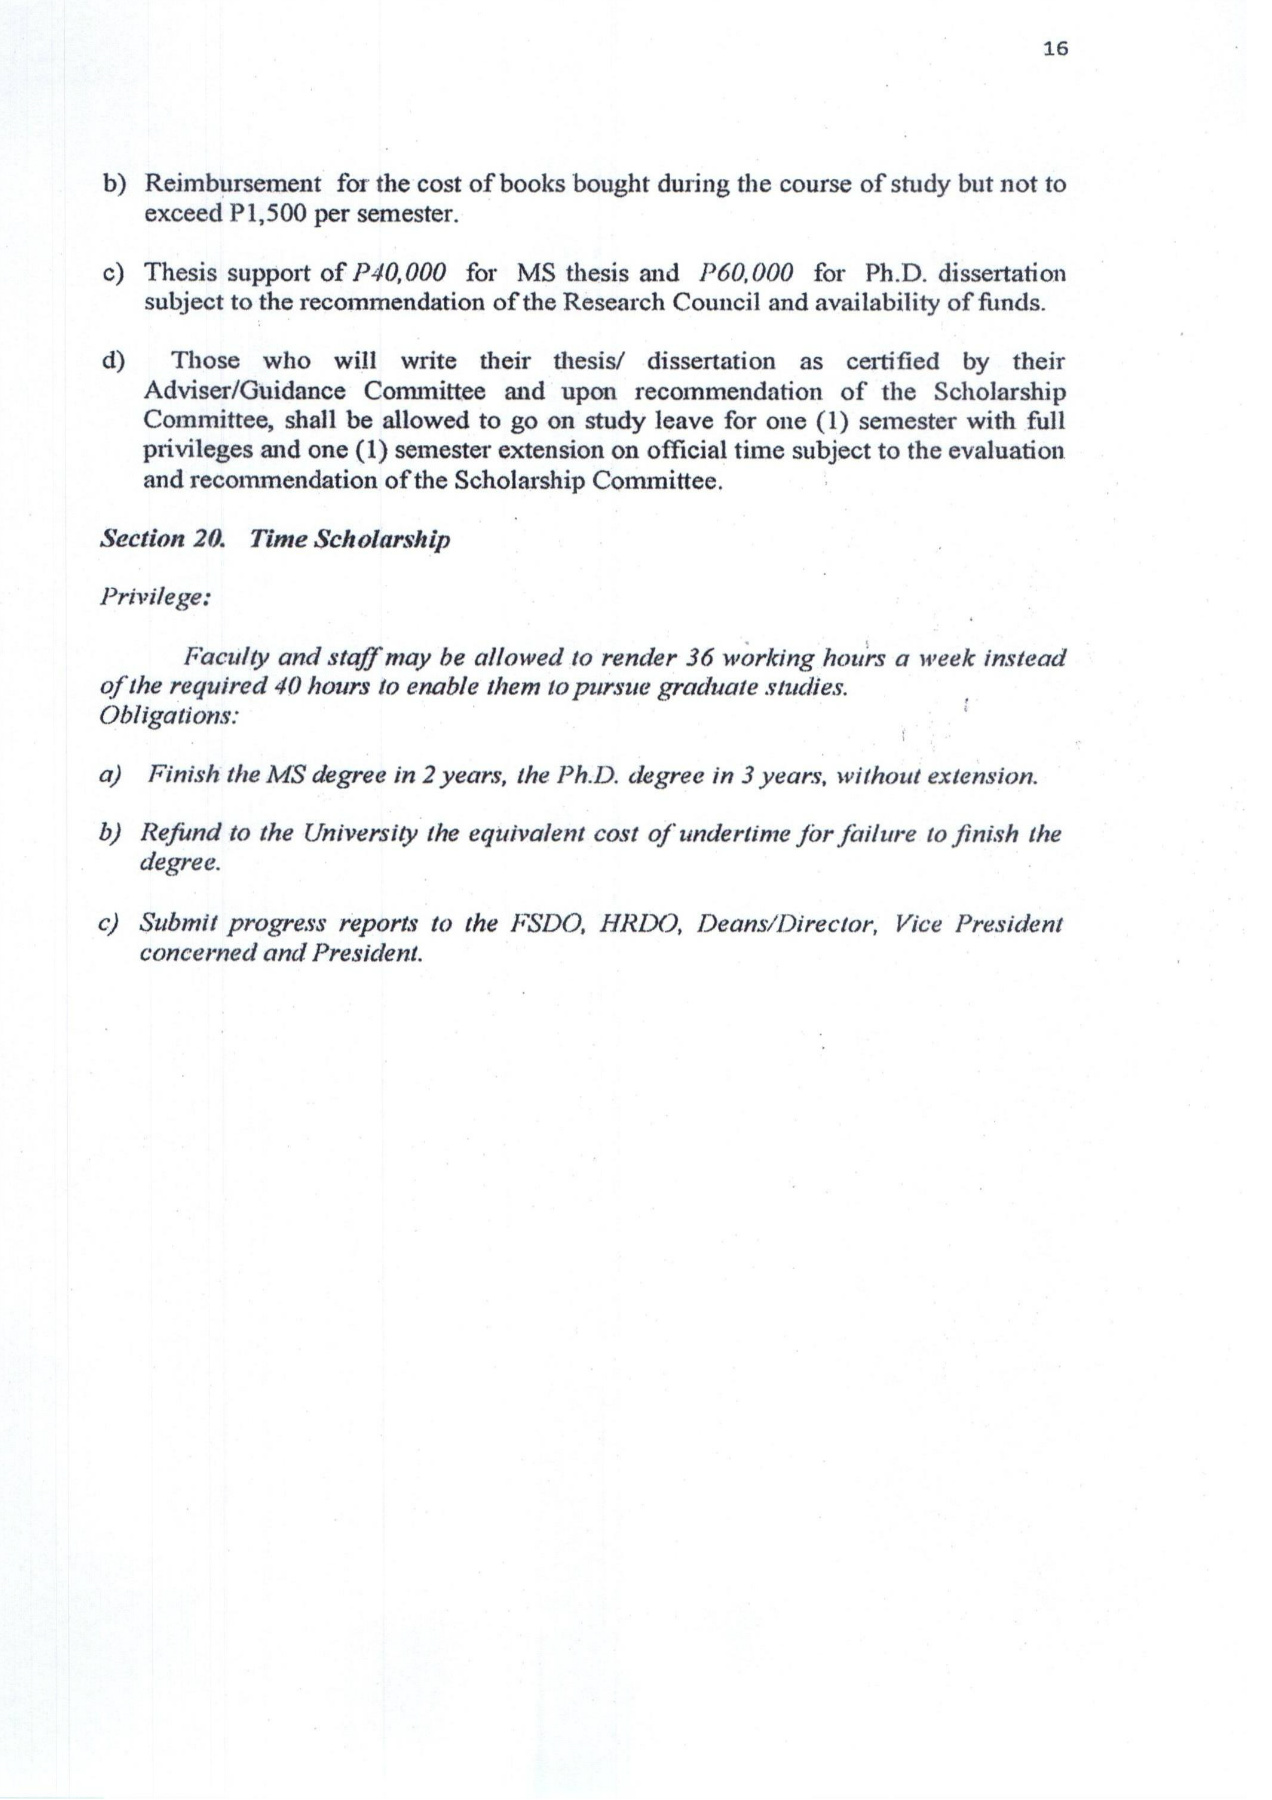 16
b) Reimbursement for the cost of books bought during the course of study but not to
exceed P1,500 per semester.
c) Thesis support of P40,000 for MS thesis and P60,000 for Ph.D. dissertation
subject to the recommendation of the Research Council and availability of funds.
d) Those who will write their thesis/ dissertation as certified by their
Adviser/Guidance Committee and upon recommendation of the Scholarship
Committee, shall be allowed to go on study leave for one (1) semester with full
privileges and one (1) semester extension on official time subject to the evaluation
and recommendation of the Scholarship Committee.
Section 20. Time Scholarship
Privilege:
Faculty and staff may be allowed to render 36 working hours a week instead
of the required 40 hours to enable them to pursue graduate studies.
Obligations:
a) Finish the MS degree in 2 years, the Ph.D. degree in 3 years, without extension.
b) Refund to the University the equivalent cost of undertime for failure to finish the
degree.
c) Submit progress reports to the FSDO, HRDO, Deans/Director, Vice President
concerned and President.